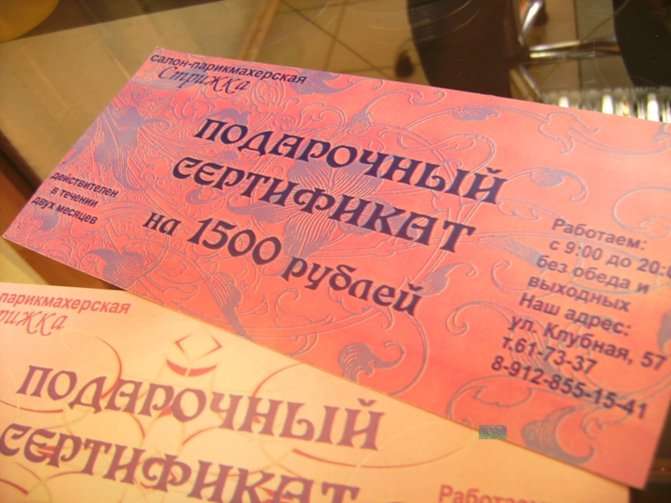 салон-парикмахерская
Стрижка
ПОДАРОЧНЫЙ
СЕРТИФИКАТ
на 1500 рублей
действителен
в течении
двух месяцев
Работаем:
с 9:00 до 20:
без обеда и
выходных
Наш адрес:
ул. Клубная, 57
т.61-73-37
8-912-855-15-41
парикмахерская
рижка
ПОДАРОЧНЫЙ
СЕРТИФИКАТ
Работаем